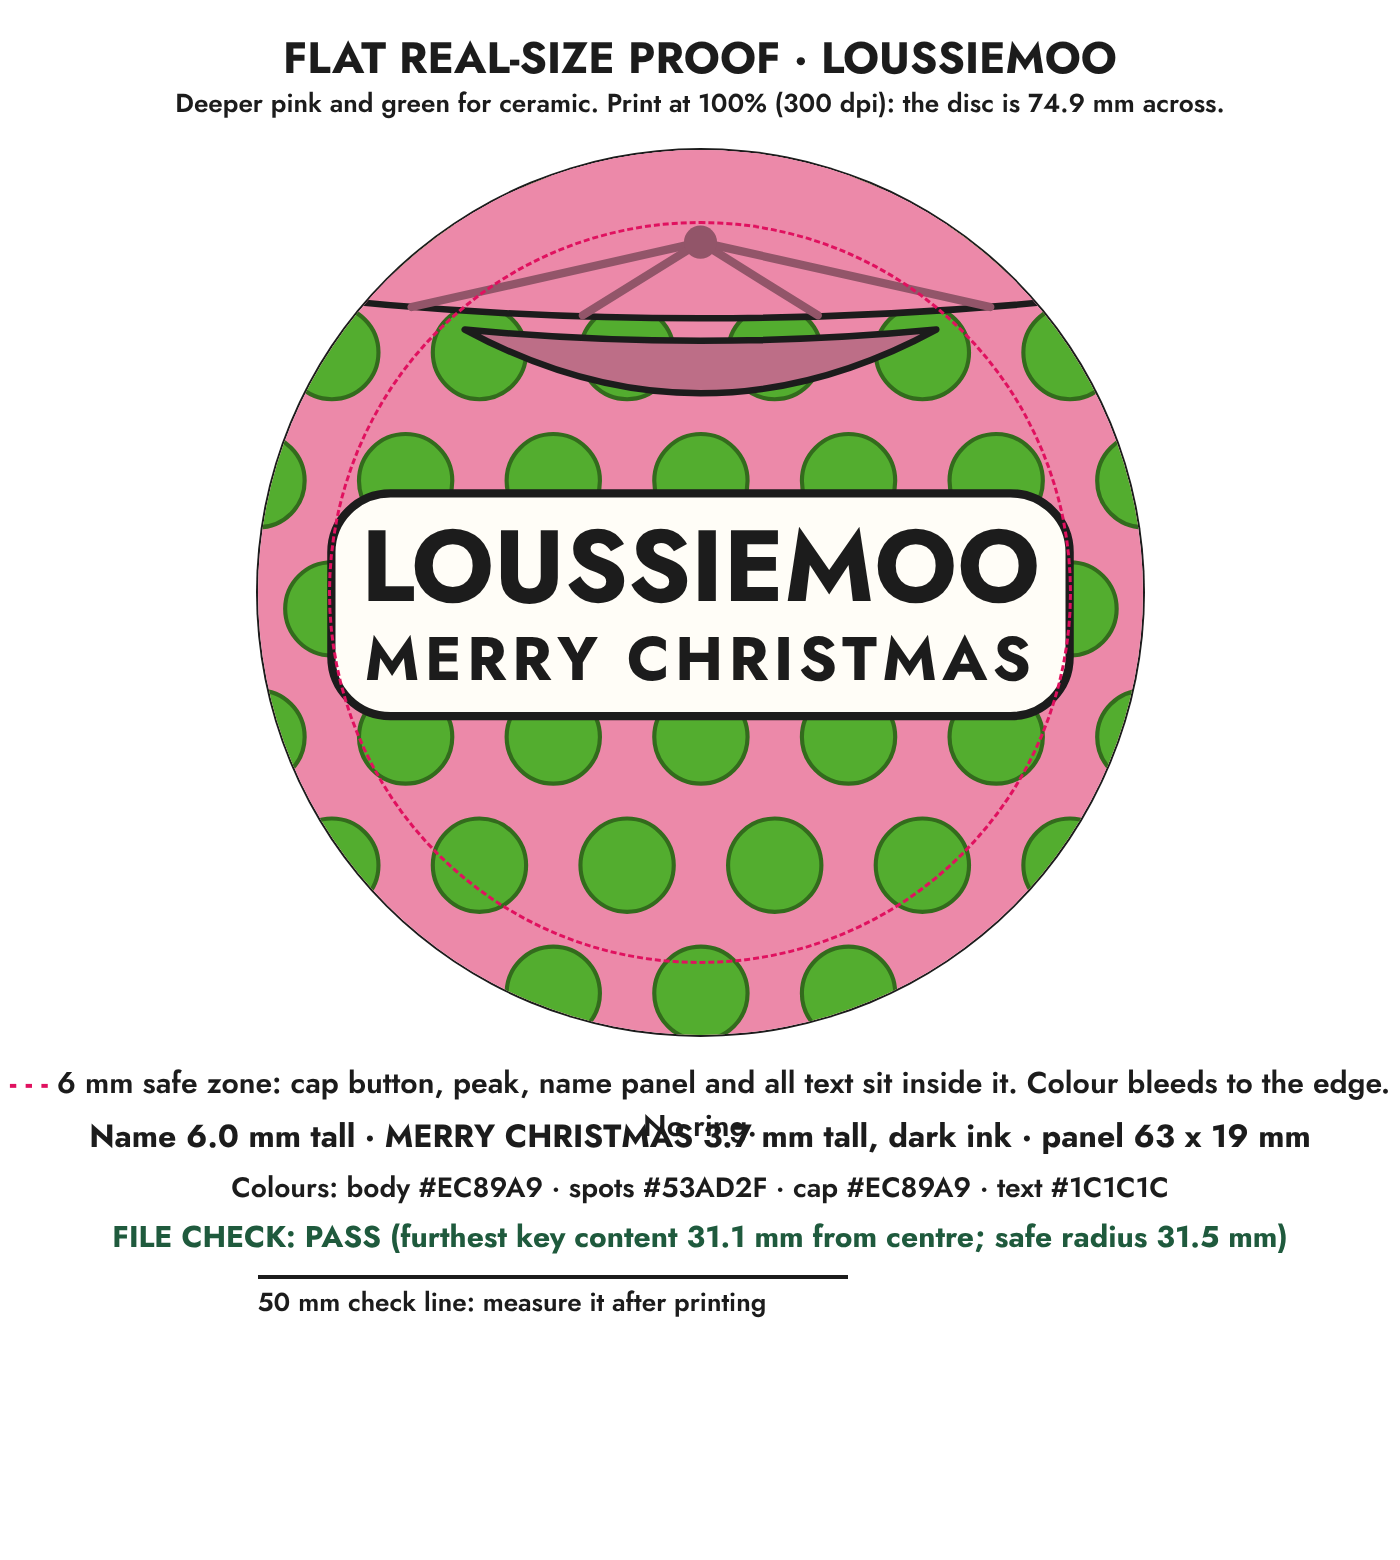 FLAT REAL-SIZE PROOF · LOUSSIEMOO
Deeper pink and green for ceramic. Print at 100% (300 dpi): the disc is 74.9 mm across.
LOUSSIEMOO
MERRY CHRISTMAS
- - - 6 mm safe zone: cap button, peak, name panel and all text sit inside it. Colour bleeds to the edge.
No ring.
Name 6.0 mm tall · MERRY CHRISTMAS 3.7 mm tall, dark ink · panel 63 x 19 mm
Colours: body #EC89A9 · spots #53AD2F · cap #EC89A9 · text #1C1C1C
FILE CHECK: PASS (furthest key content 31.1 mm from centre; safe radius 31.5 mm)
50 mm check line: measure it after printing